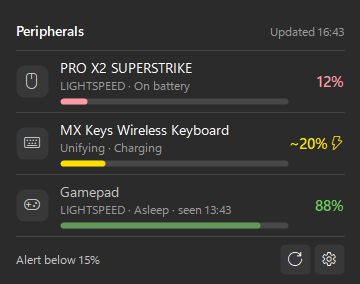 Peripherals
Updated 16:43
PRO X2 SUPERSTRIKE
LIGHTSPEED · On battery
12%
MX Keys Wireless Keyboard
Unifying · Charging
~20%
Gamepad
LIGHTSPEED · Asleep · seen 13:43
88%
Alert below 15%